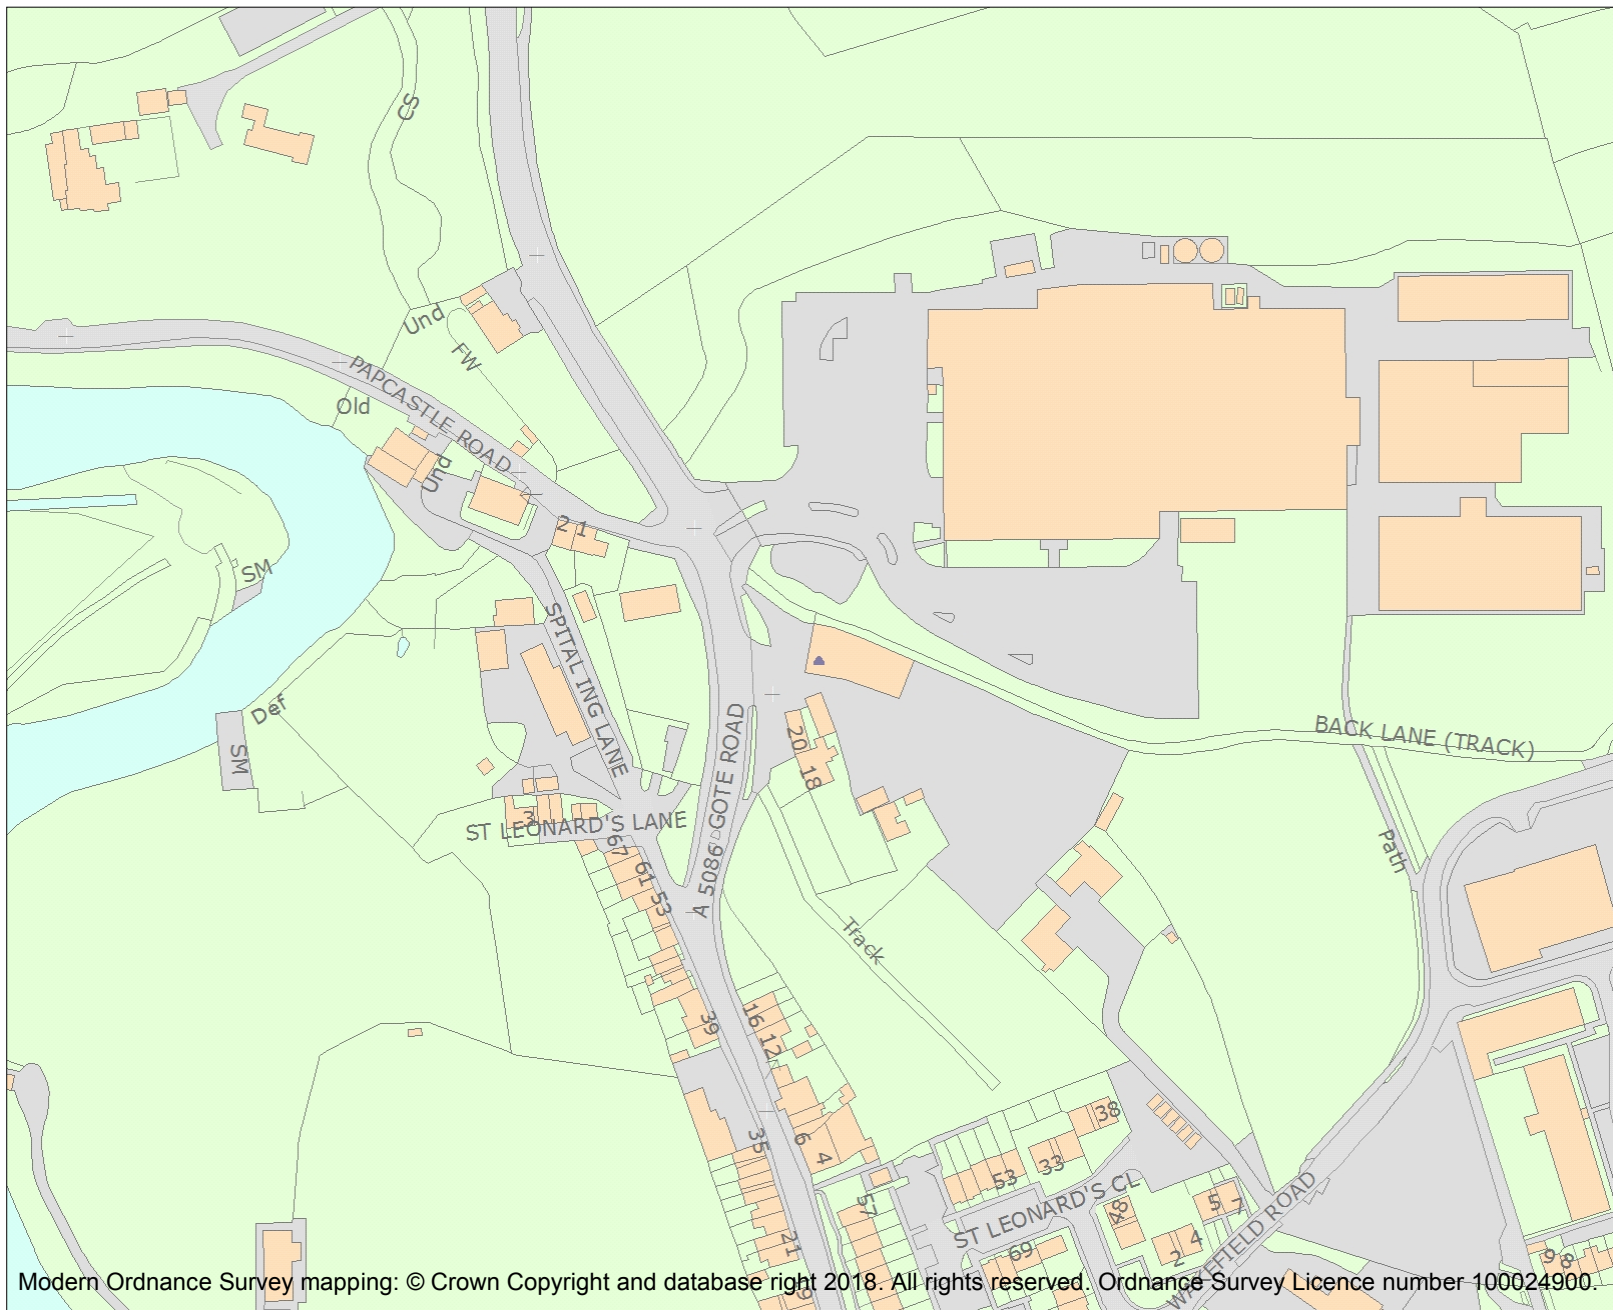 CS
Und
FW
PAPCASTLE ROAD
Old
Und
2 1
SM
SPITAL ING LANE
Def
SM
A 5086 GOTE ROAD
20
18
BACK LANE (TRACK)
3
ST LEONARD'S LANE
67
61
53
Path
Track
39
16
12
35
6
4
38
33
53
57
ST LEONARD'S CL
48
5
7
4
2
69
21
WAKEFIELD ROAD
9
8
9
Modern Ordnance Survey mapping: © Crown Copyright and database right 2018. All rights reserved. Ordnance Survey Licence number 100024900.